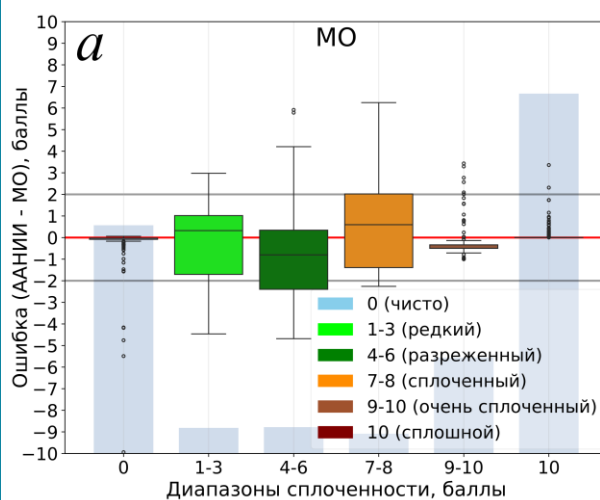 a
МО
Ошибка (ААНИИ - МО), баллы
10
9
8
7
6
5
4
3
2
1
0
−1
−2
−3
−4
−5
−6
−7
−8
−9
−10
0 (чисто)
1-3 (редкий)
4-6 (разреженный)
7-8 (сплоченный)
9-10 (очень сплоченный)
10 (сплошной)
0 1-3 4-6 7-8 9-10 10
Диапазоны сплоченности, баллы